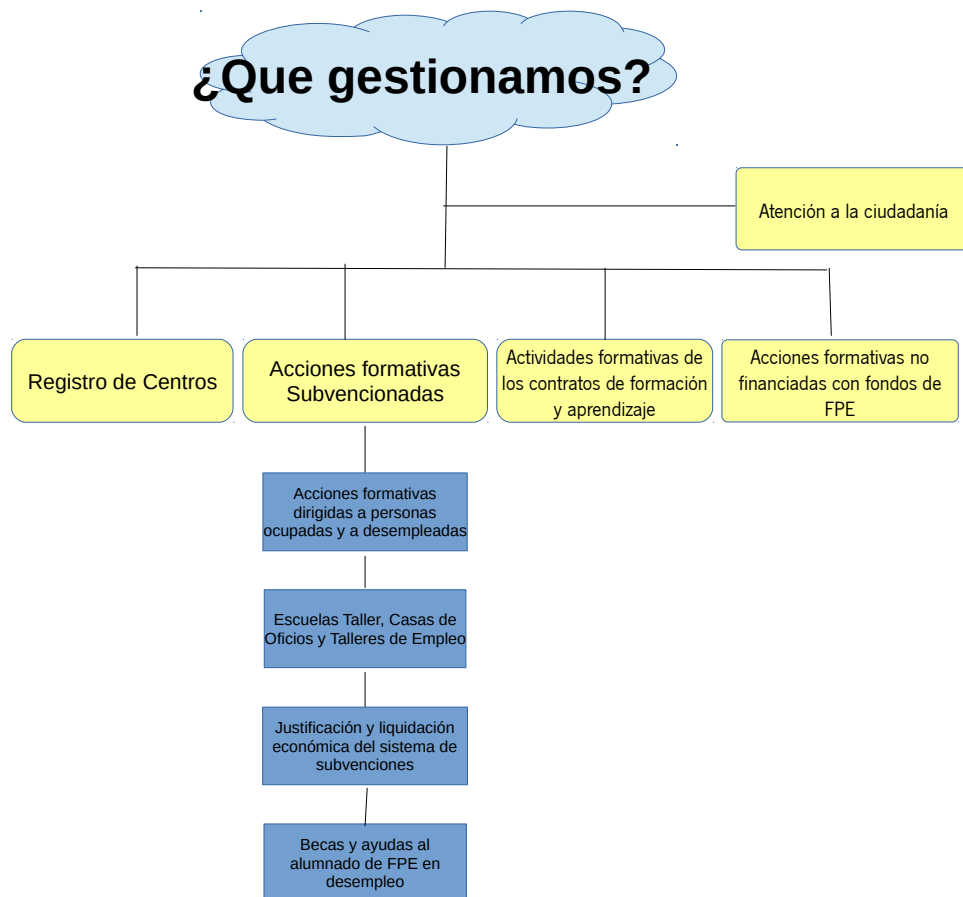 ¿Que gestionamos?
Atención a la ciudadanía
Registro de Centros
Acciones formativas
Subvencionadas
Actividades formativas de
los contratos de formación
y aprendizaje
Acciones formativas no
financiadas con fondos de
FPE
Acciones formativas
dirigidas a personas
ocupadas y a desempleadas
Escuelas Taller, Casas de
Oficios y Talleres de Empleo
Justificación y liquidación
económica del sistema de
subvenciones
Becas y ayudas al
alumnado de FPE en
desempleo